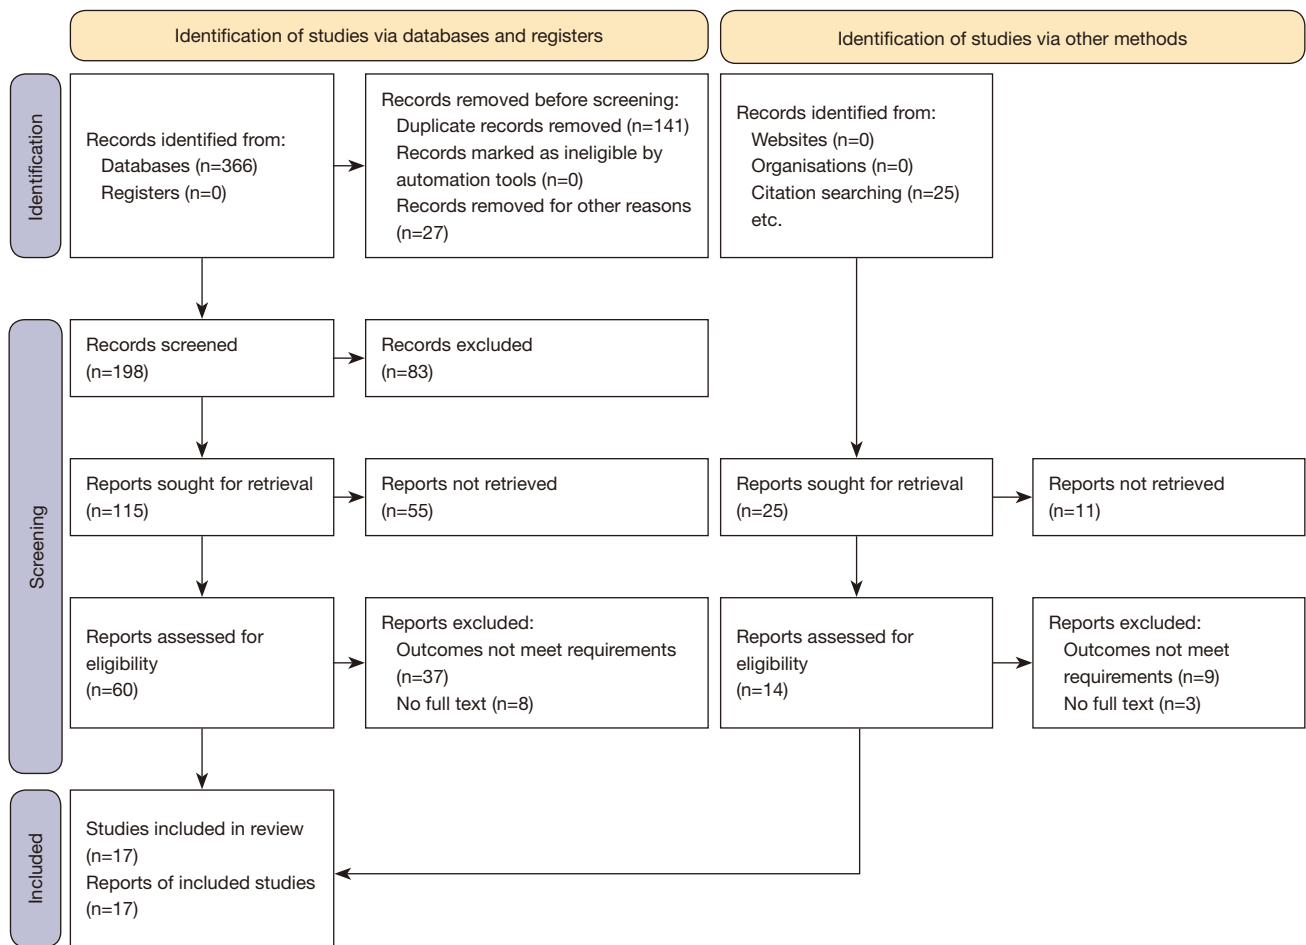 Identification of studies via databases and registers
Identification of studies via other methods
Identification
Records identified from:
Databases (n=366)
Registers (n=0)
Records removed before screening:
Duplicate records removed (n=141)
Records marked as ineligible by
automation tools (n=0)
Records removed for other reasons
(n=27)
Records identified from:
Websites (n=0)
Organisations (n=0)
Citation searching (n=25)
etc.
Screening
Records screened
(n=198)
Records excluded
(n=83)
Reports sought for retrieval
(n=115)
Reports not retrieved
(n=55)
Reports sought for retrieval
(n=25)
Reports not retrieved
(n=11)
Reports assessed for
eligibility
(n=60)
Reports excluded:
Outcomes not meet requirements
(n=37)
No full text (n=8)
Reports assessed for
eligibility
(n=14)
Reports excluded:
Outcomes not meet
requirements (n=9)
No full text (n=3)
Included
Studies included in review
(n=17)
Reports of included studies
(n=17)